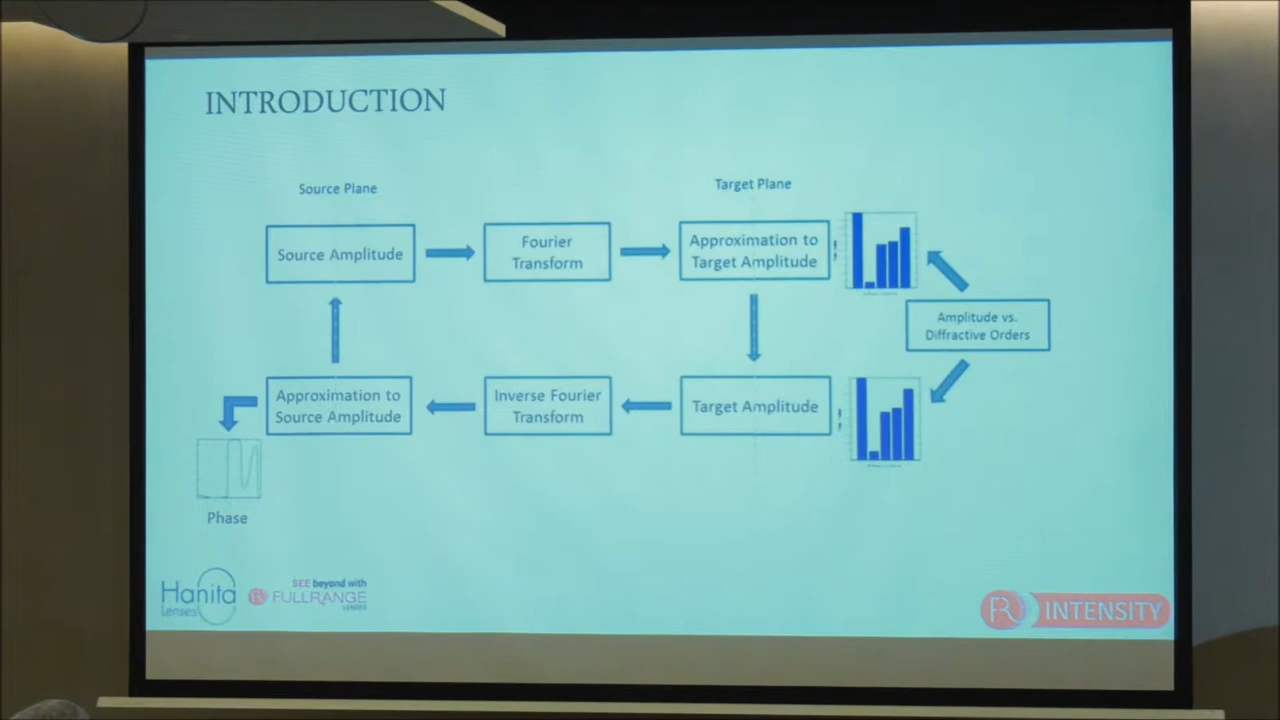 INTRODUCTION
Source Plane
Target Plane
Source Amplitude
Fourier
Transform
Approximation to
Target Amplitude
Amplitude vs.
Diffractive Orders
Approximation to
Source Amplitude
Inverse Fourier
Transform
Target Amplitude
Phase
Hanita
Lenses
SEE beyond with
R FULLRANGE
LENSES
R INTENSITY